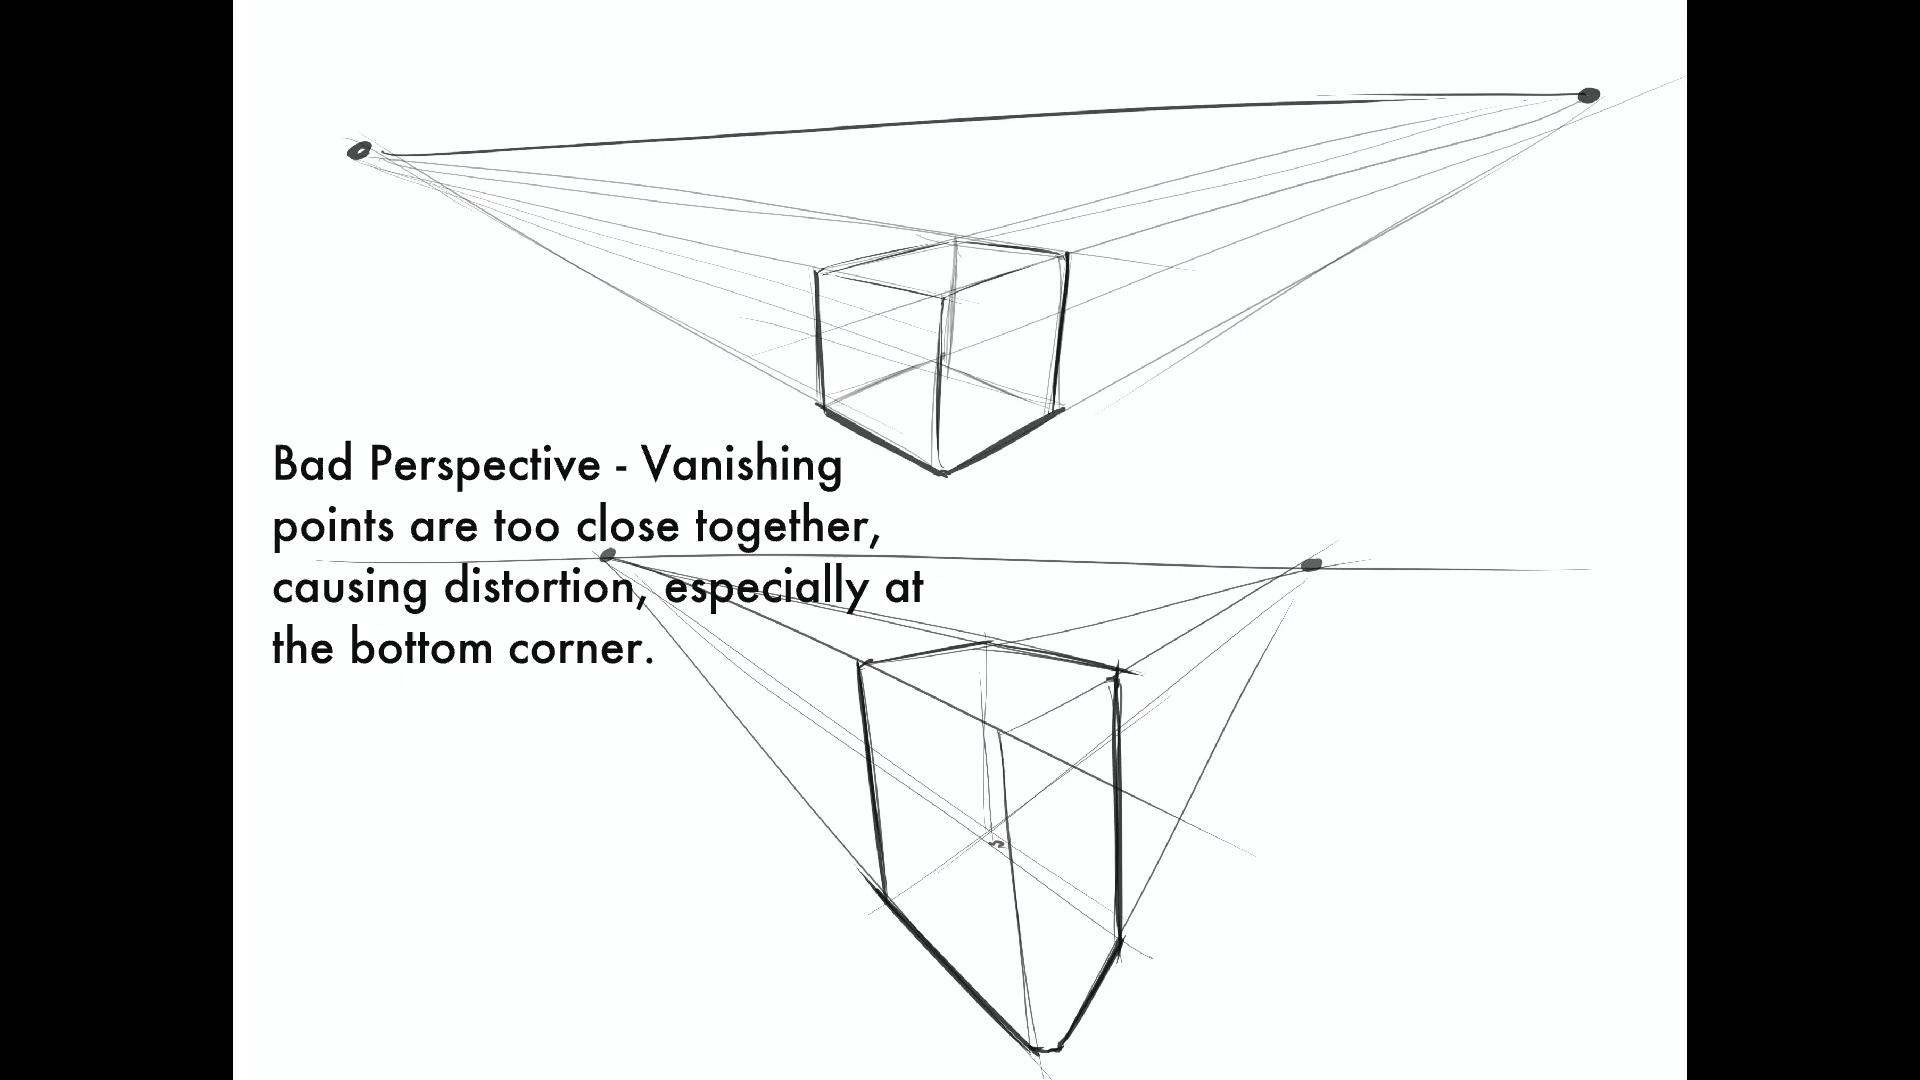 Bad Perspective - Vanishing
points are too close together,
causing distortion, especially at
the bottom corner.